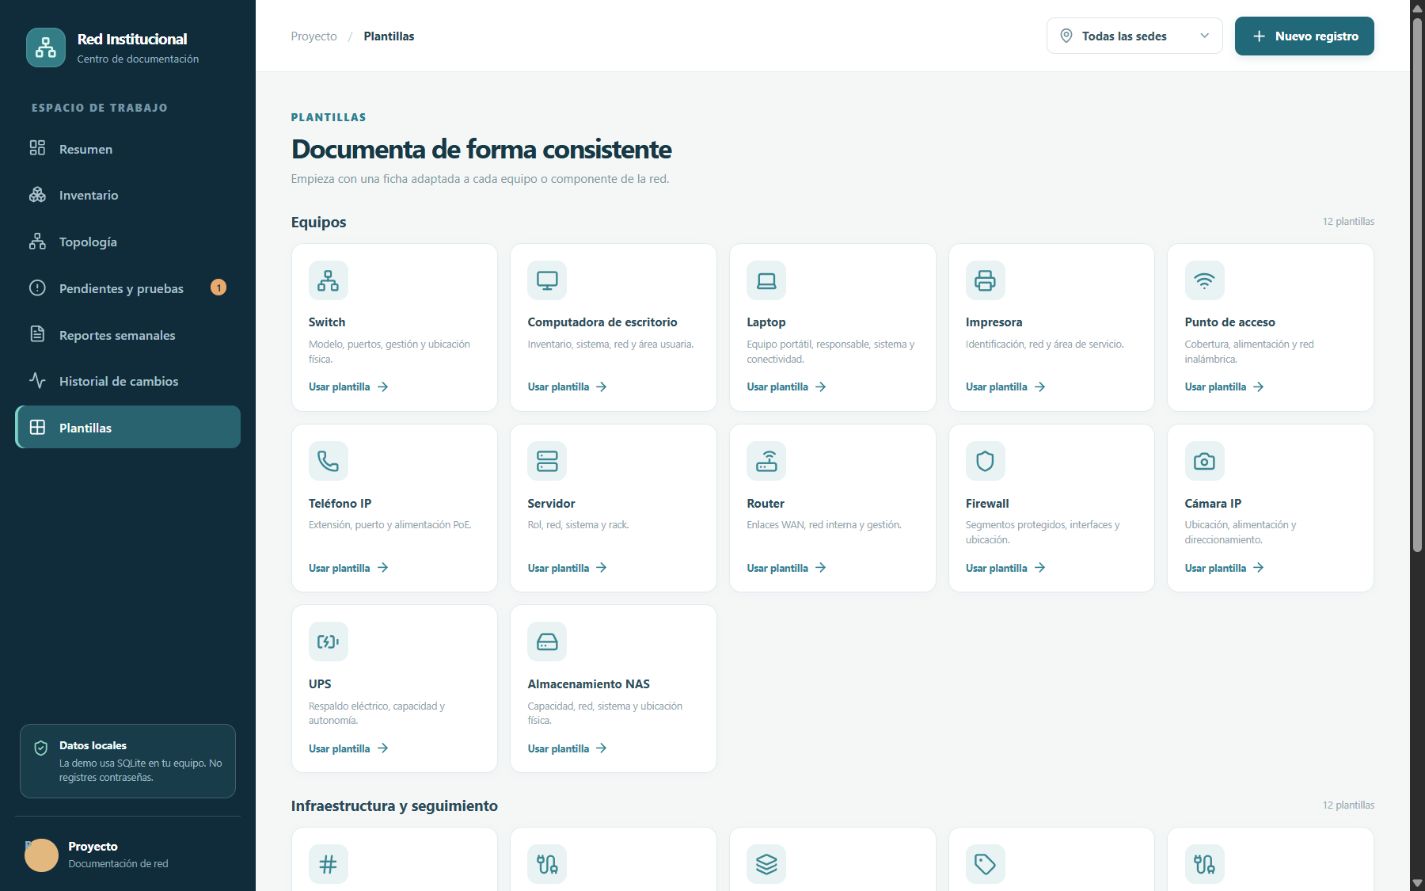 Red Institucional
Centro de documentación
ESPACIO DE TRABAJO
Resumen
Inventario
Topología
Pendientes y pruebas
1
Reportes semanales
Historial de cambios
Plantillas
Datos locales
La demo usa SQLite en tu equipo. No
registres contraseñas.
Proyecto
Documentación de red
Proyecto / Plantillas
Todas las sedes
Nuevo registro
PLANTILLAS
Documenta de forma consistente
Empieza con una ficha adaptada a cada equipo o componente de la red.
Equipos
12 plantillas
Switch
Modelo, puertos, gestión y ubicación
física.
Usar plantilla
Computadora de escritorio
Inventario, sistema, red y área usuaria.
Usar plantilla
Laptop
Equipo portátil, responsable, sistema y
conectividad.
Usar plantilla
Impresora
Identificación, red y área de servicio.
Usar plantilla
Punto de acceso
Cobertura, alimentación y red
inalámbrica.
Usar plantilla
Teléfono IP
Extensión, puerto y alimentación PoE.
Usar plantilla
Servidor
Rol, red, sistema y rack.
Usar plantilla
Router
Enlaces WAN, red interna y gestión.
Usar plantilla
Firewall
Segmentos protegidos, interfaces y
ubicación.
Usar plantilla
Cámara IP
Ubicación, alimentación y
direccionamiento.
Usar plantilla
UPS
Respaldo eléctrico, capacidad y
autonomía.
Usar plantilla
Almacenamiento NAS
Capacidad, red, sistema y ubicación
física.
Usar plantilla
Infraestructura y seguimiento
12 plantillas